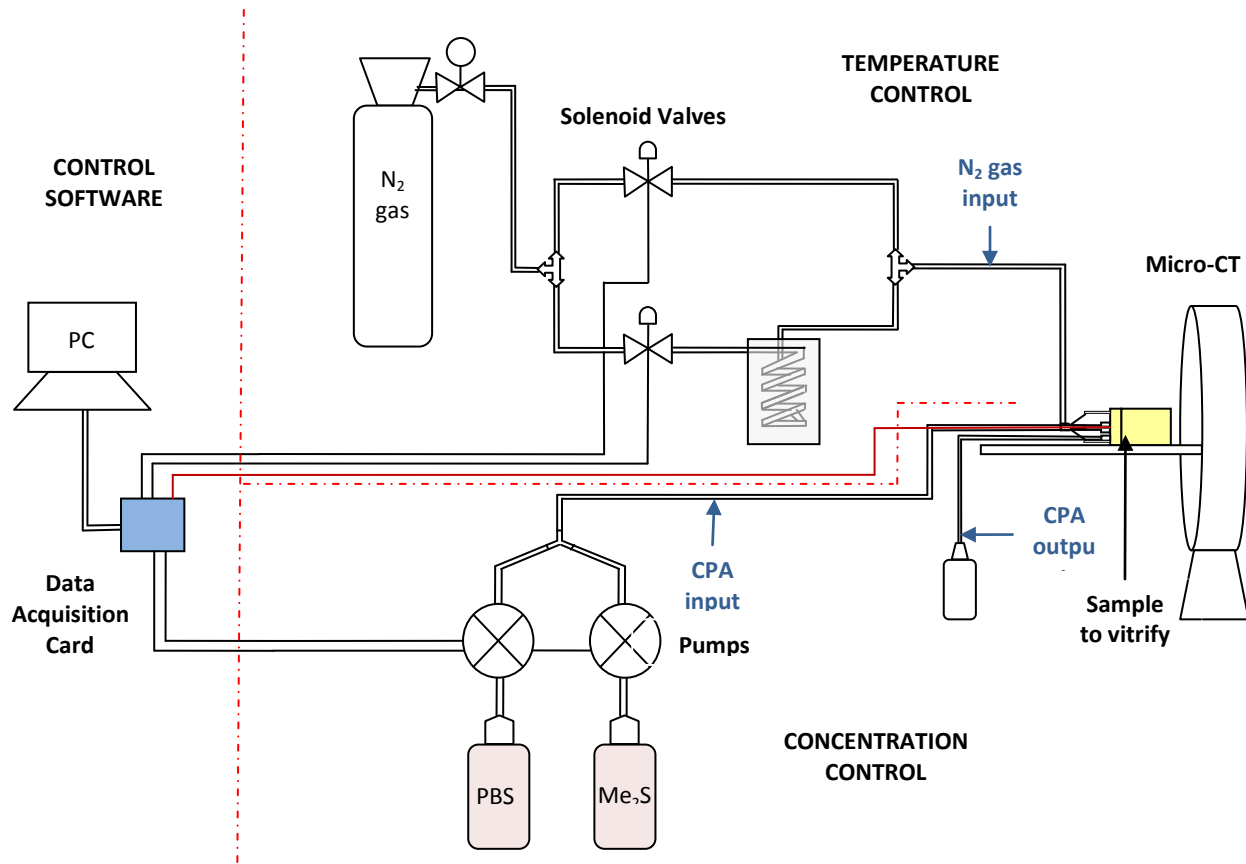 TEMPERATURE
CONTROL
Solenoid Valves
CONTROL
SOFTWARE
N₂
gas
N₂ gas
input
Micro-CT
PC
Data
Acquisition
Card
CPA
input
CPA
outpu
Sample
to vitrify
Pumps
CONCENTRATION
CONTROL
PBS
Me₂S